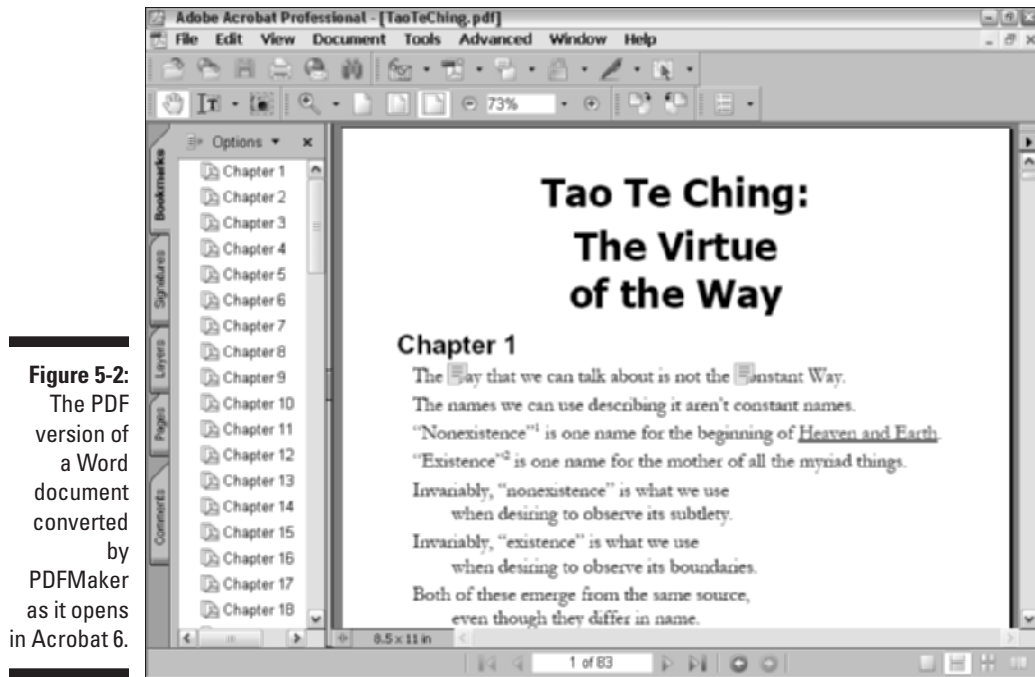 Adobe Acrobat Professional - [TaoTeChing.pdf]
File Edit View Document Tools Advanced Window Help
73%
Options
Bookmarks
Signatures
Layers
Pages
Comments
Chapter 1
Chapter 2
Chapter 3
Chapter 4
Chapter 5
Chapter 6
Chapter 7
Chapter 8
Chapter 9
Chapter 10
Chapter 11
Chapter 12
Chapter 13
Chapter 14
Chapter 15
Chapter 16
Chapter 17
Chapter 18
Tao Te Ching:
The Virtue
of the Way
Chapter 1
The ay that we can talk about is not the onstant Way.
The names we can use describing it aren't constant names.
"Nonexistence"1 is one name for the beginning of Heaven and Earth.
"Existence"2 is one name for the mother of all the myriad things.
Invariably, "nonexistence" is what we use
when desiring to observe its subtlety.
Invariably, "existence" is what we use
when desiring to observe its boundaries.
Both of these emerge from the same source,
even though they differ in name.
8.5 x 11 in
1 of 83
Figure 5-2:
The PDF
version of
a Word
document
converted
by
PDFMaker
as it opens
in Acrobat 6.